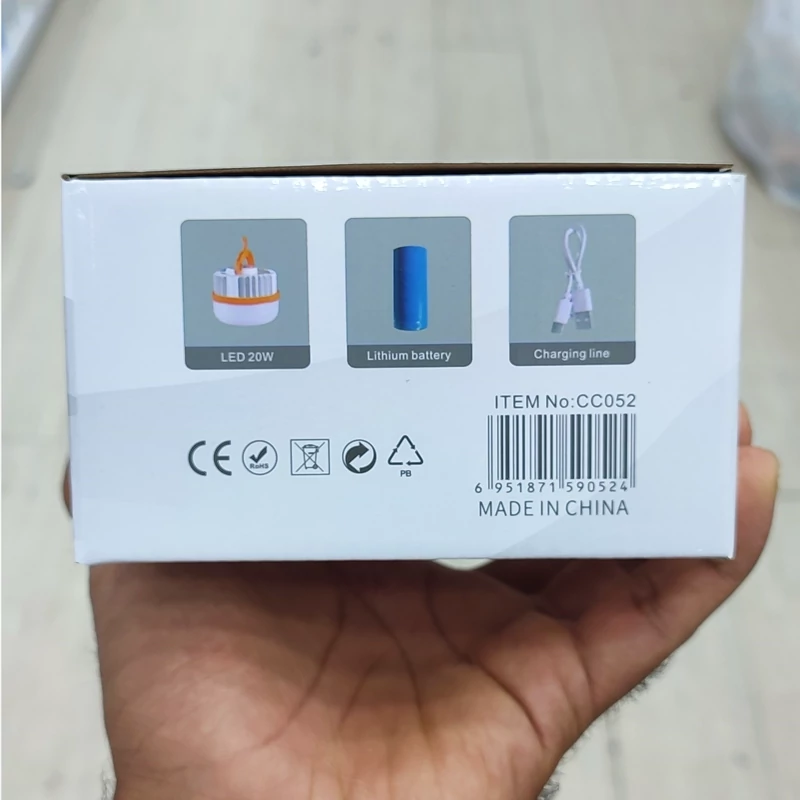 LED 20W
Lithium battery
Charging line
ITEM No:CC052
CE
RoHS
PB
6 951871 590524
MADE IN CHINA